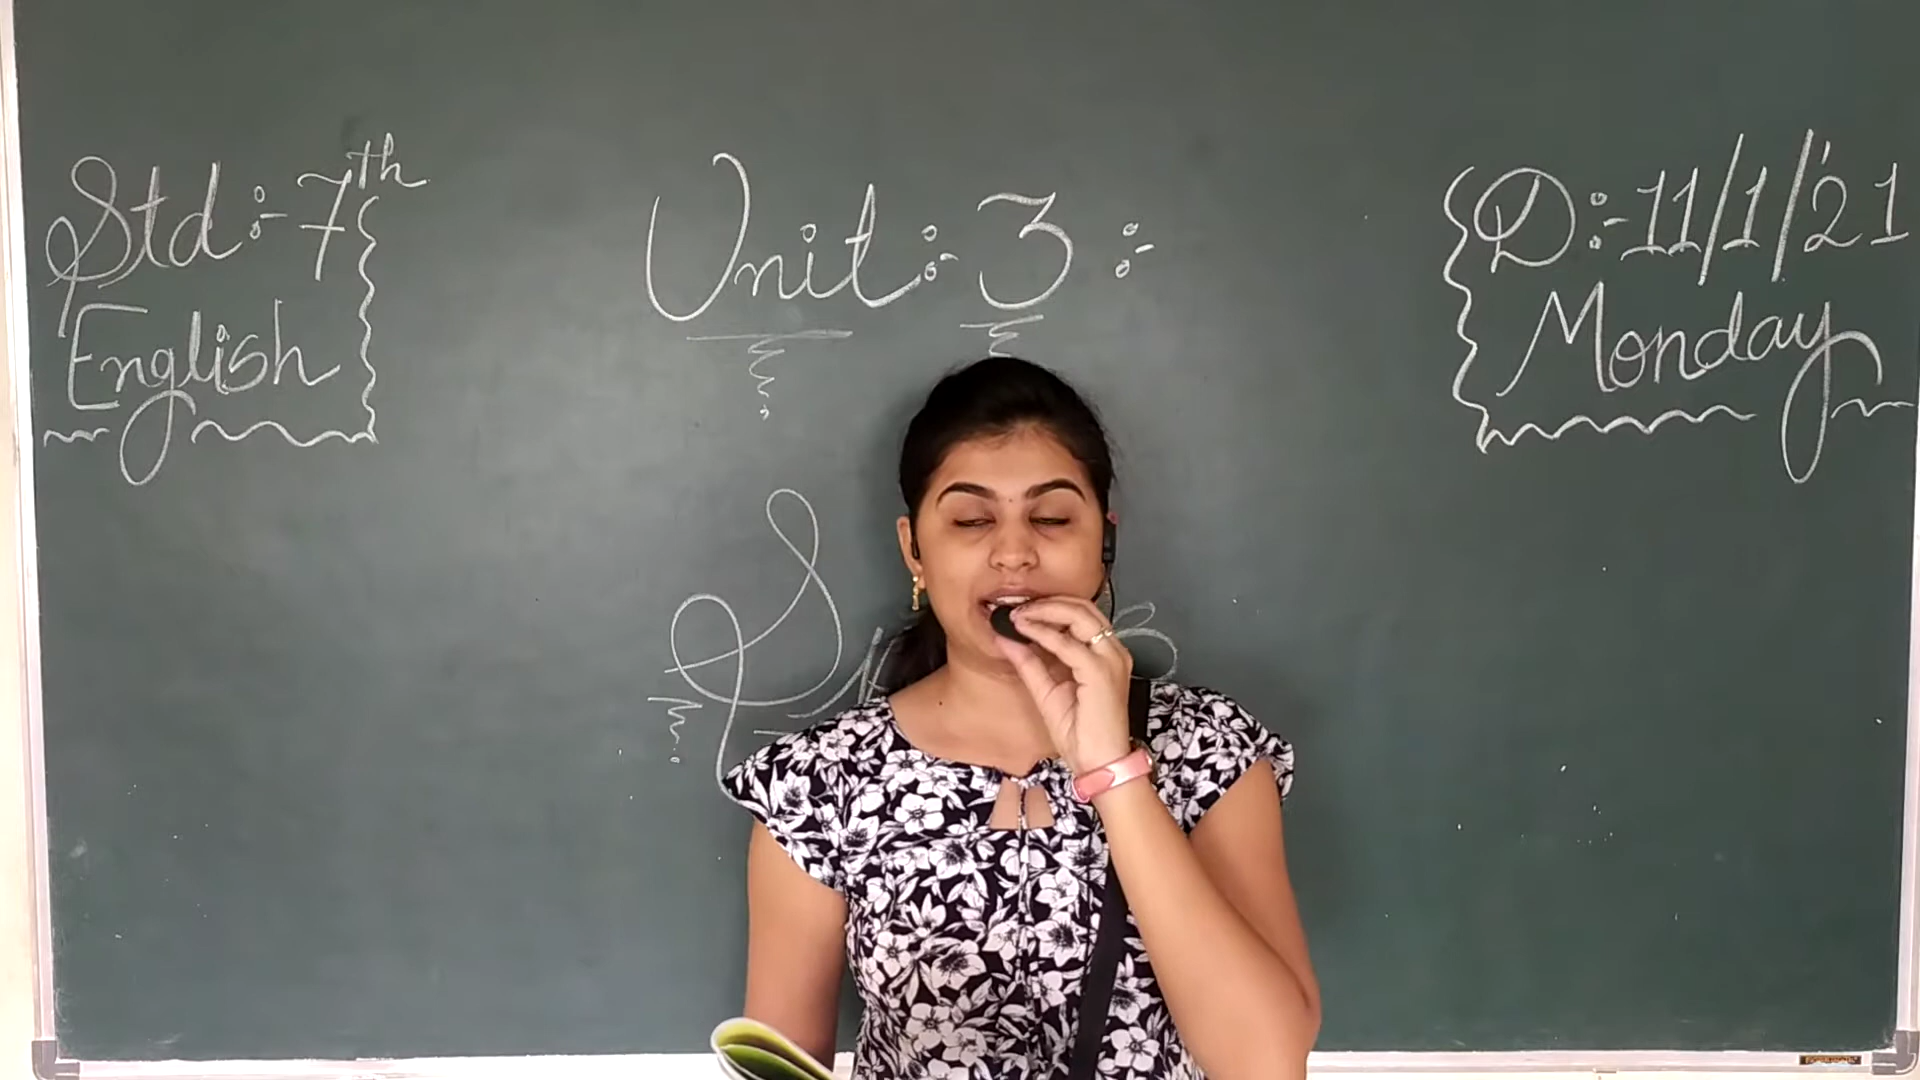 Std:- 7th
English
Unit:- 3:-
D:-11/1/'21
Monday